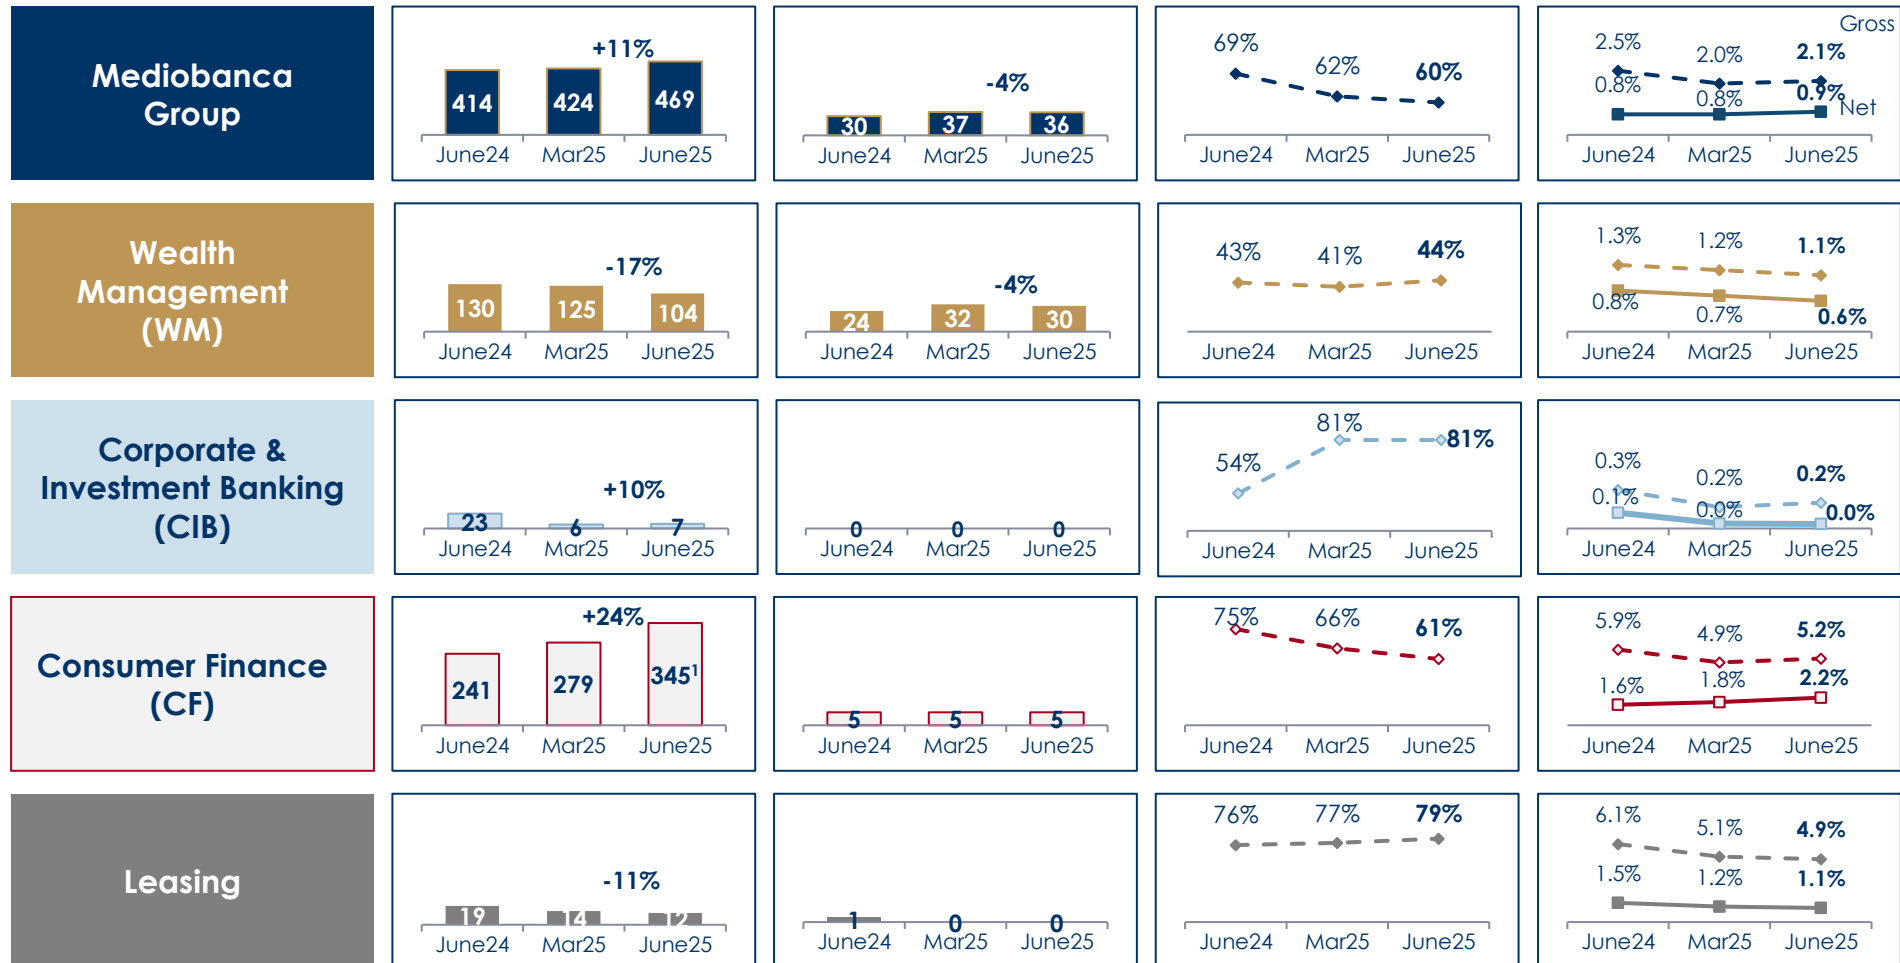 Mediobanca
Group
+11%
414
424
469
June24 Mar25 June25
-4%
30
37
36
June24 Mar25 June25
69%
62%
60%
June24 Mar25 June25
Gross
2.5%
2.0%
2.1%
0.8%
0.8%
0.9%
Net
June24 Mar25 June25
Wealth
Management
(WM)
-17%
130
125
104
June24 Mar25 June25
-4%
24
32
30
June24 Mar25 June25
43%
41%
44%
June24 Mar25 June25
1.3%
1.2%
1.1%
0.8%
0.7%
0.6%
June24 Mar25 June25
Corporate &
Investment Banking
(CIB)
+10%
23
6
7
June24 Mar25 June25
0
0
0
June24 Mar25 June25
54%
81%
81%
June24 Mar25 June25
0.3%
0.2%
0.2%
0.1%
0.0%
0.0%
June24 Mar25 June25
Consumer Finance
(CF)
+24%
241
279
345¹
June24 Mar25 June25
5
5
5
June24 Mar25 June25
75%
66%
61%
June24 Mar25 June25
5.9%
4.9%
5.2%
1.6%
1.8%
2.2%
June24 Mar25 June25
Leasing
-11%
19
14
12
June24 Mar25 June25
1
0
0
June24 Mar25 June25
76%
77%
79%
June24 Mar25 June25
6.1%
5.1%
4.9%
1.5%
1.2%
1.1%
June24 Mar25 June25